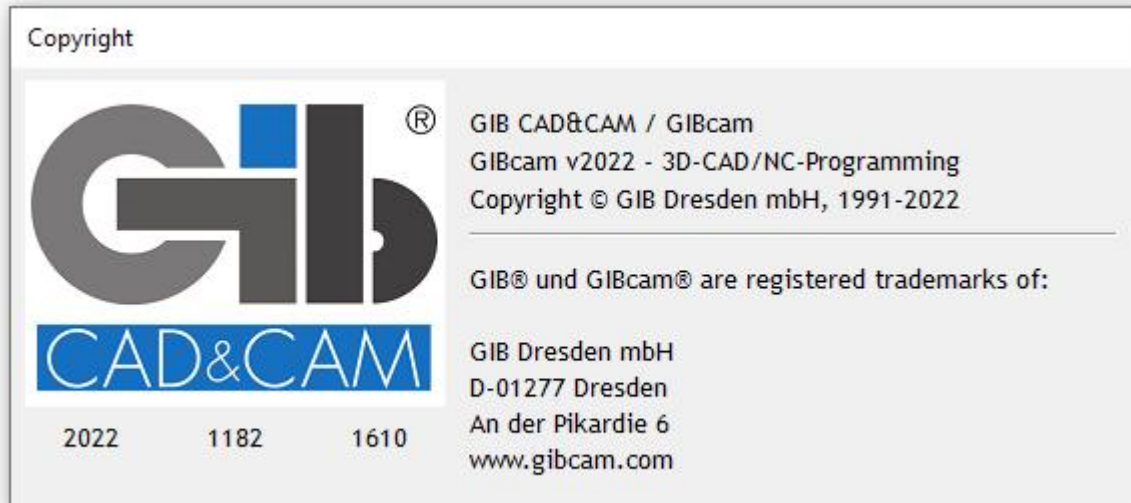 Copyright
Gib®
CAD&CAM
2022 1182 1610
GIB CAD&CAM / GIBcam
GIBcam v2022 - 3D-CAD/NC-Programming
Copyright © GIB Dresden mbH, 1991-2022
GIB® und GIBcam® are registered trademarks of:
GIB Dresden mbH
D-01277 Dresden
An der Pikardie 6
www.gibcam.com